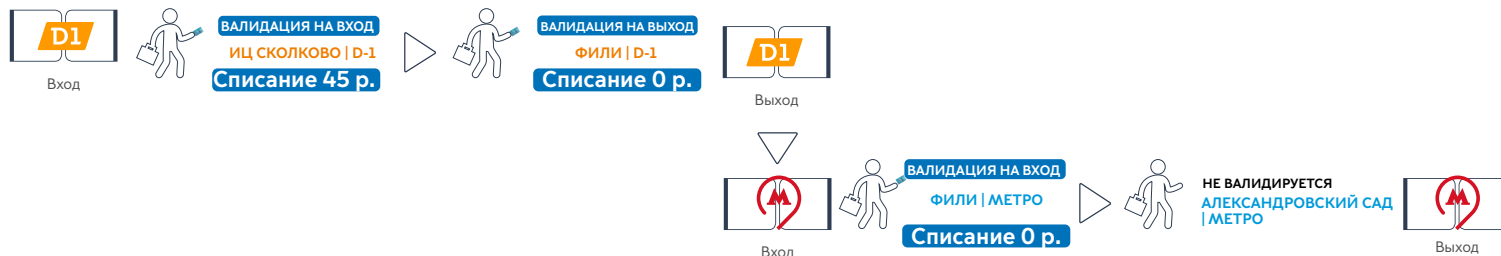 D1
Вход
ВАЛИДАЦИЯ НА ВХОД
ИЦ СКОЛКОВО | D-1
Списание 45 р.
ВАЛИДАЦИЯ НА ВЫХОД
ФИЛИ | D-1
Списание 0 р.
D1
Выход
М
Вход
ВАЛИДАЦИЯ НА ВХОД
ФИЛИ | МЕТРО
Списание 0 р.
НЕ ВАЛИДИРУЕТСЯ
АЛЕКСАНДРОВСКИЙ САД
| МЕТРО
М
Выход